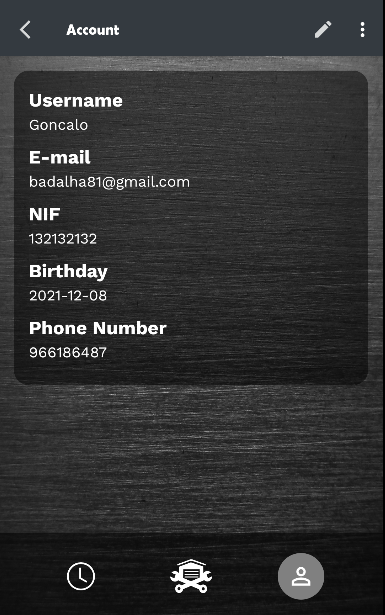 Account
Username
Goncalo
E-mail
badalha81@gmail.com
NIF
132132132
Birthday
2021-12-08
Phone Number
966186487